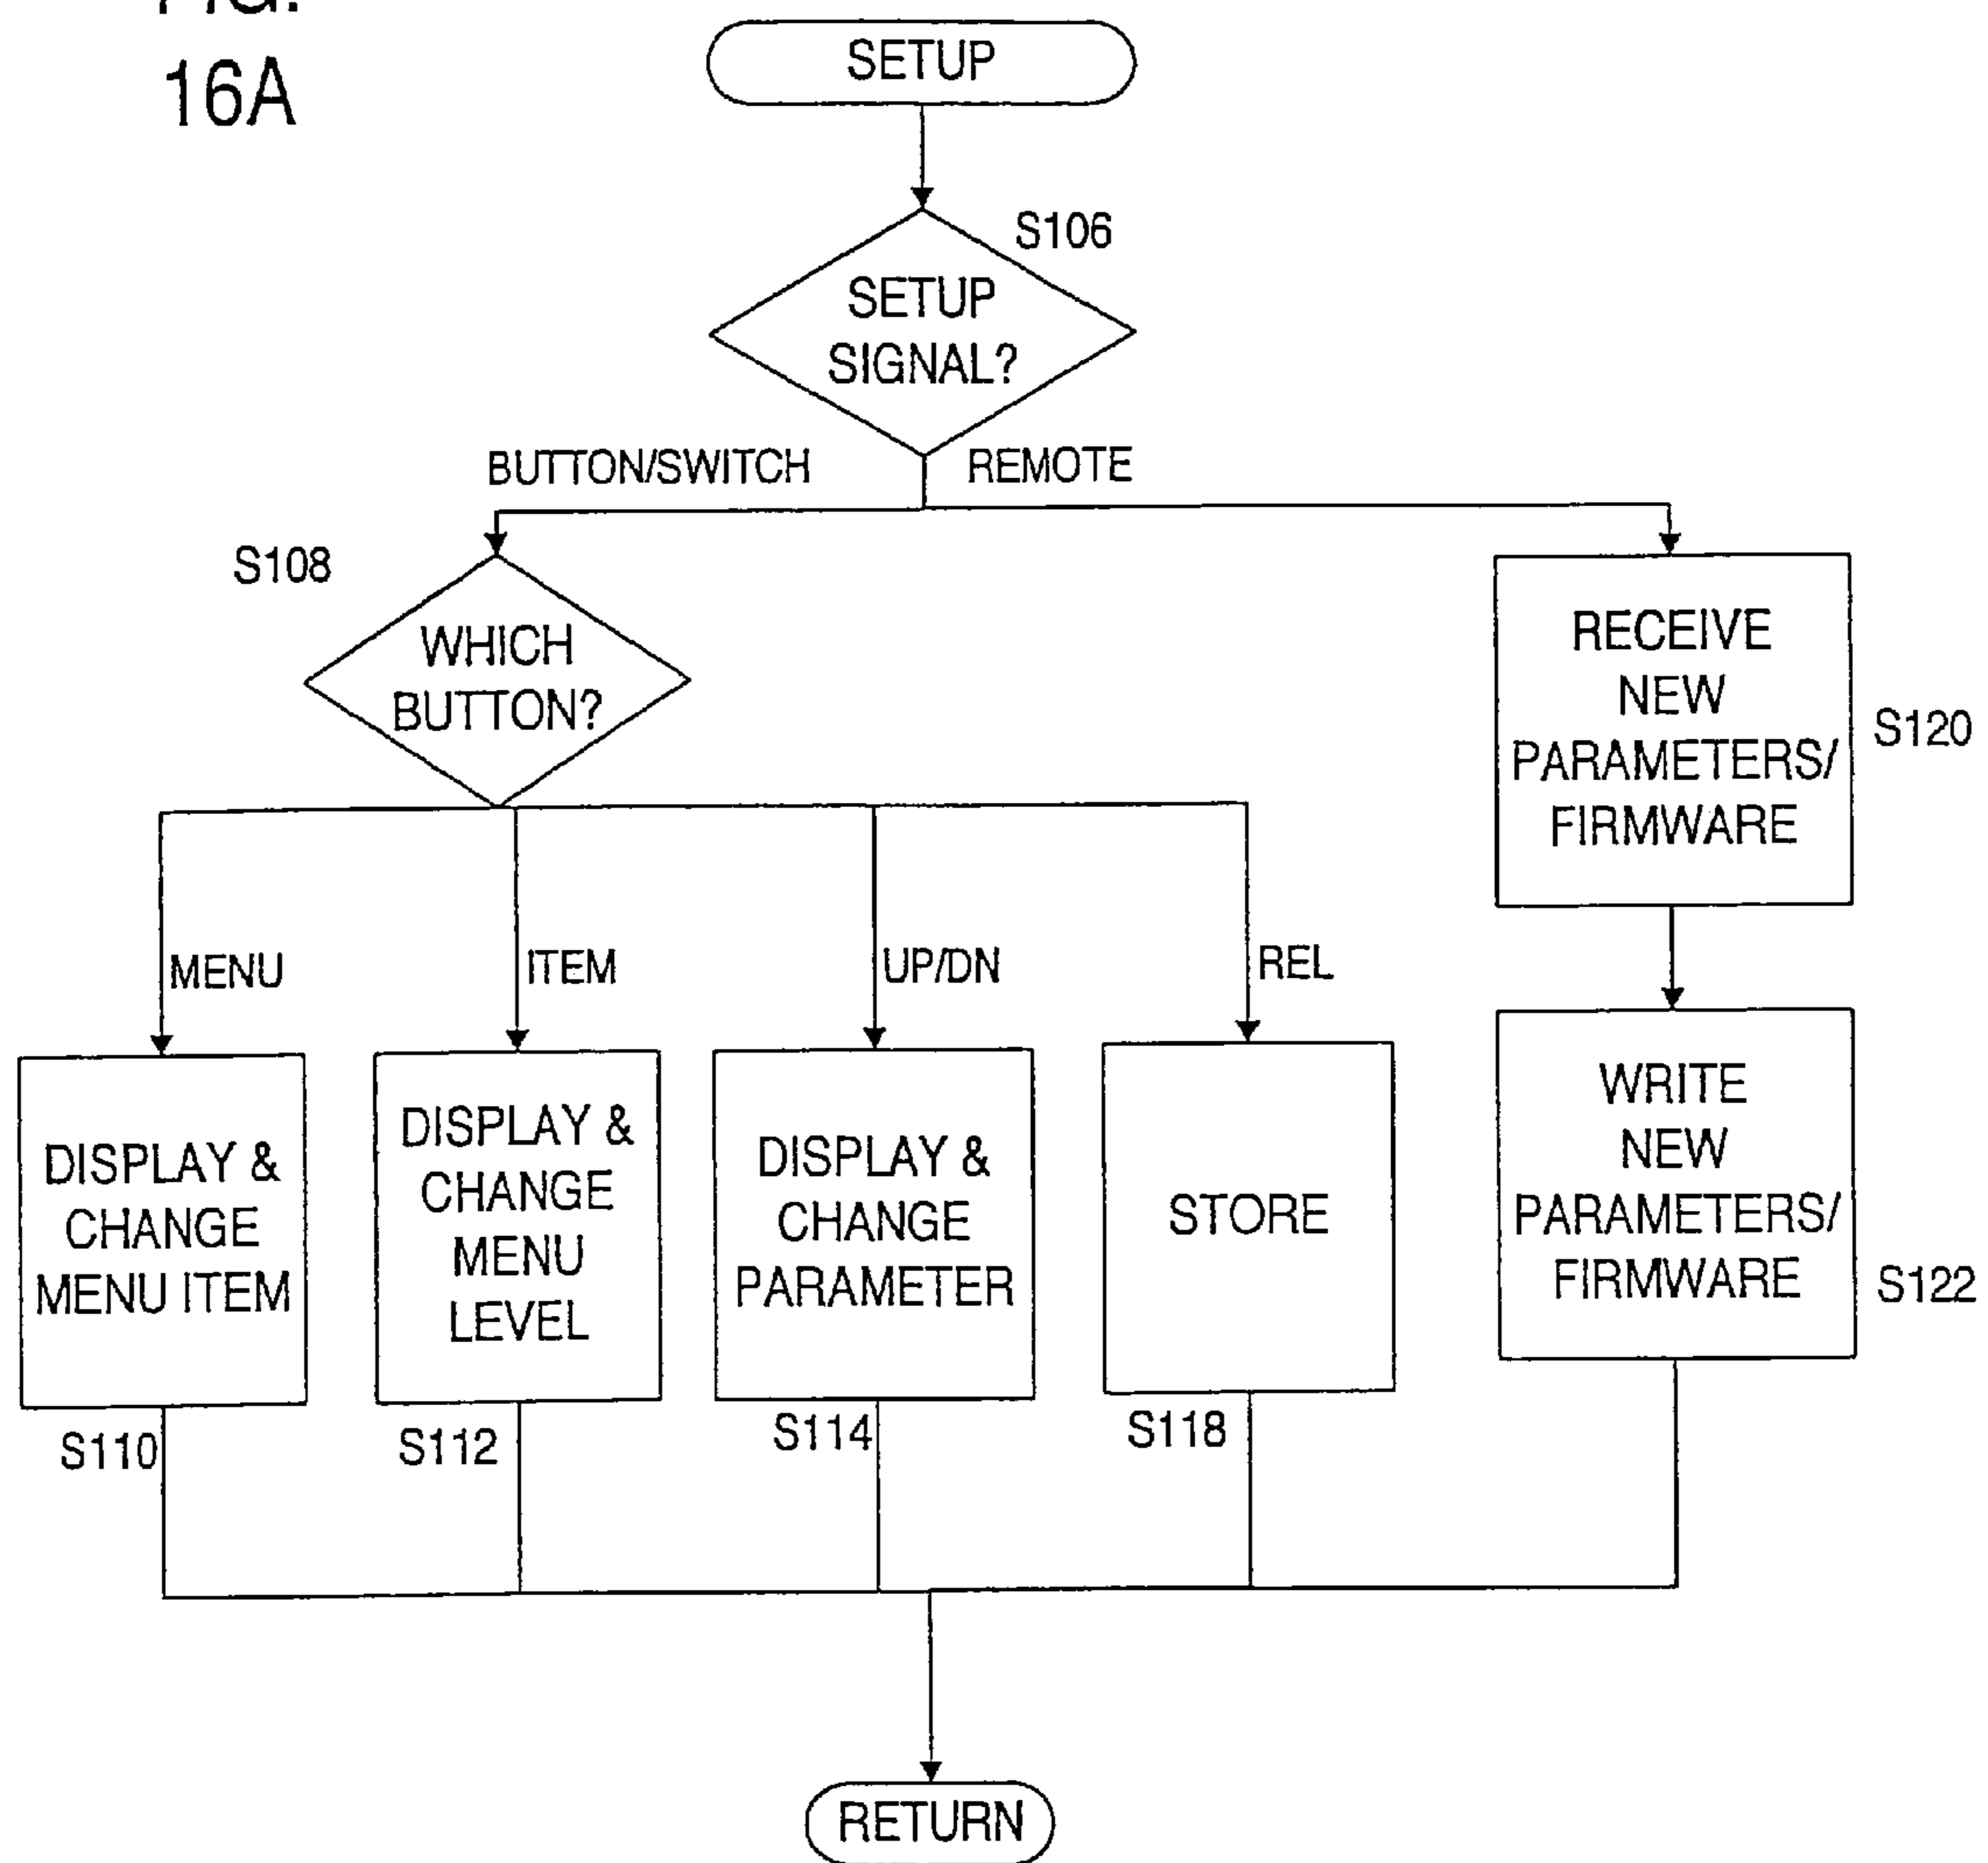 FIG.
16A
SETUP
S106
SETUP
SIGNAL?
BUTTON/SWITCH
REMOTE
S108
WHICH
BUTTON?
RECEIVE
NEW
PARAMETERS/
FIRMWARE
S120
MENU
ITEM
UP/DN
REL
DISPLAY &
CHANGE
MENU ITEM
DISPLAY &
CHANGE
MENU
LEVEL
DISPLAY &
CHANGE
PARAMETER
STORE
WRITE
NEW
PARAMETERS/
FIRMWARE
S122
S110
S112
S114
S118
RETURN